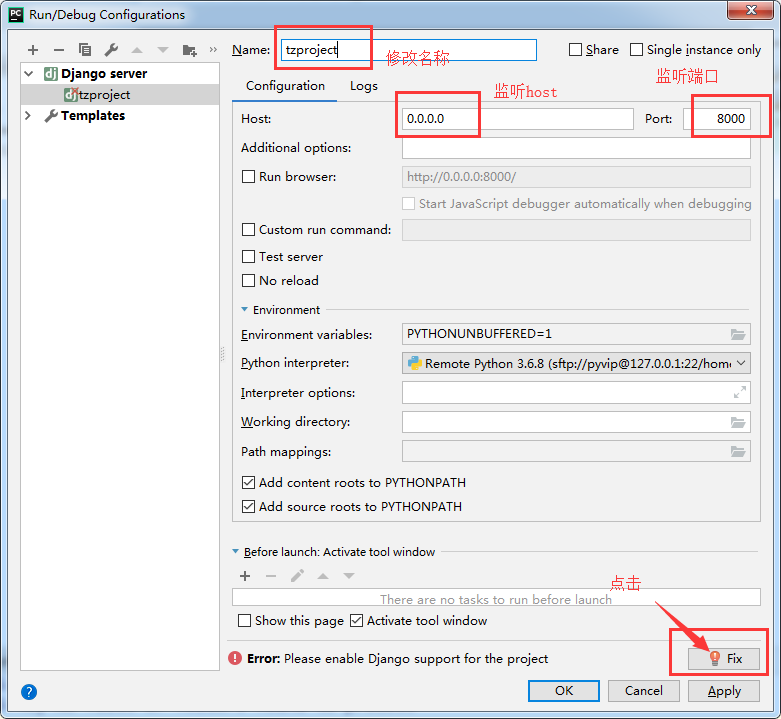 PC Run/Debug Configurations
Name: tzproject 修改名称 Share Single instance only
dj Django server
dj tzproject
Templates
Configuration Logs 监听host 监听端口
Host: 0.0.0.0 Port: 8000
Additional options:
Run browser: http://0.0.0.0:8000/
Start JavaScript debugger automatically when debugging
Custom run command:
Test server
No reload
Environment
Environment variables: PYTHONUNBUFFERED=1
Python interpreter: Remote Python 3.6.8 (sftp://pyvip@127.0.0.1:22/hom
Interpreter options:
Working directory:
Path mappings:
Add content roots to PYTHONPATH
Add source roots to PYTHONPATH
Before launch: Activate tool window
点击
There are no tasks to run before launch
Show this page Activate tool window
Error: Please enable Django support for the project Fix
? OK Cancel Apply